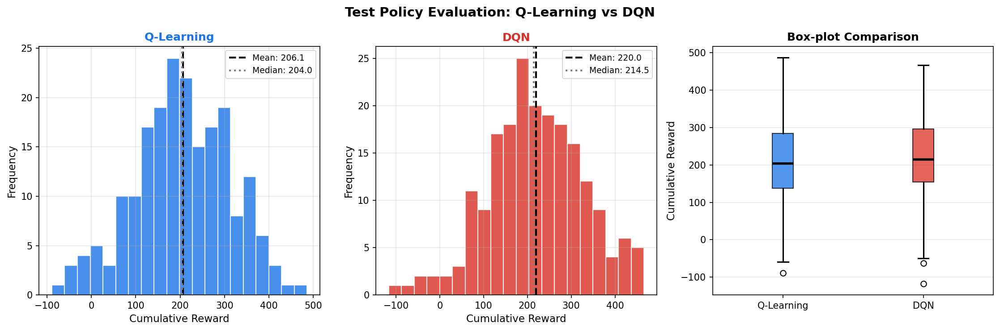 Test Policy Evaluation: Q-Learning vs DQN
Q-Learning
Mean: 206.1
Median: 204.0
Frequency
25
20
15
10
5
0
−100 0 100 200 300 400 500
Cumulative Reward
DQN
Mean: 220.0
Median: 214.5
Frequency
25
20
15
10
5
0
−100 0 100 200 300 400
Cumulative Reward
Box-plot Comparison
Cumulative Reward
500
400
300
200
100
0
−100
Q-Learning DQN